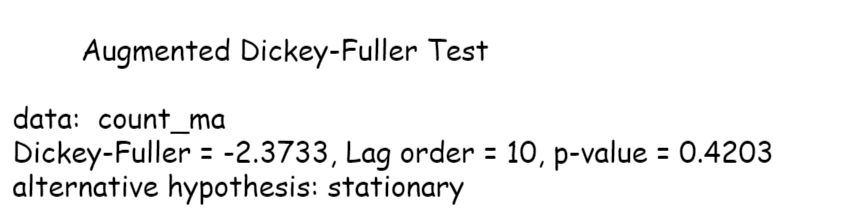 Augmented Dickey-Fuller Test
data:  count_ma
Dickey-Fuller = -2.3733, Lag order = 10, p-value = 0.4203
alternative hypothesis: stationary